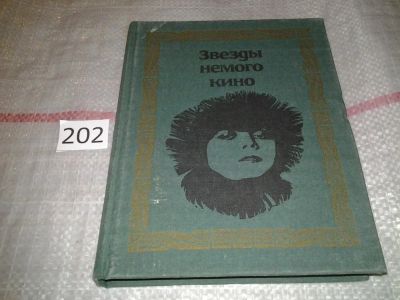 Звезды
немого
кино
202